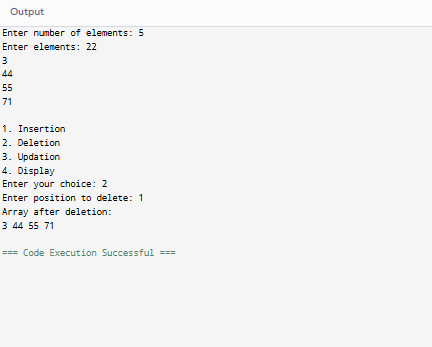 Output
Enter number of elements: 5
Enter elements: 22
3
44
55
71
1. Insertion
2. Deletion
3. Updation
4. Display
Enter your choice: 2
Enter position to delete: 1
Array after deletion:
3 44 55 71
=== Code Execution Successful ===